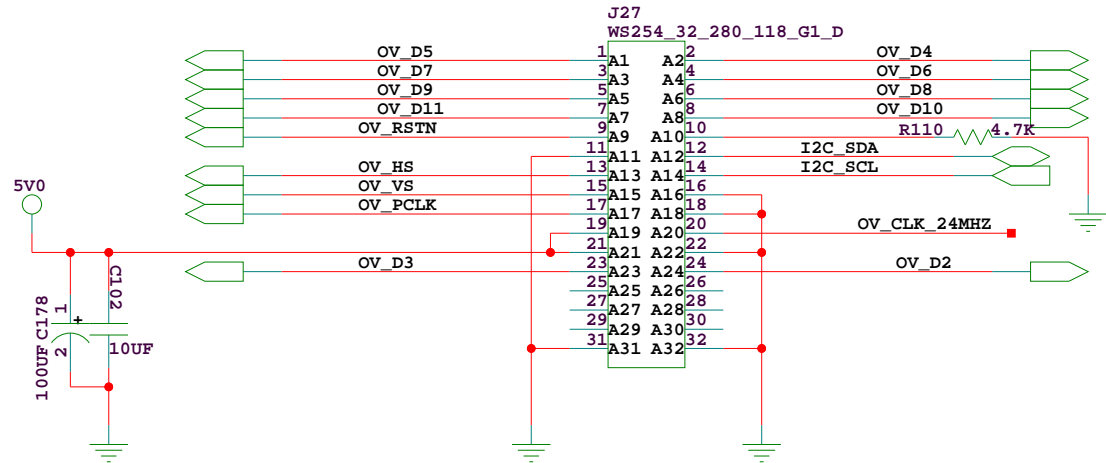 J27
WS254_32_280_118_G1_D
OV_D5 1 A1 A2 2 OV_D4
OV_D7 3 A3 A4 4 OV_D6
OV_D9 5 A5 A6 6 OV_D8
OV_D11 7 A7 A8 8 OV_D10
OV_RSTN 9 A9 A10 10 R110 4.7K
11 A11 A12 12 I2C_SDA
OV_HS 13 A13 A14 14 I2C_SCL
5V0 OV_VS 15 A15 A16 16
OV_PCLK 17 A17 A18 18
19 A19 A20 20 OV_CLK_24MHZ
21 A21 A22 22
OV_D3 23 A23 A24 24 OV_D2
25 A25 A26 26
27 A27 A28 28
29 A29 A30 30
31 A31 A32 32
C102
10UF
1
+
2
100UF C178